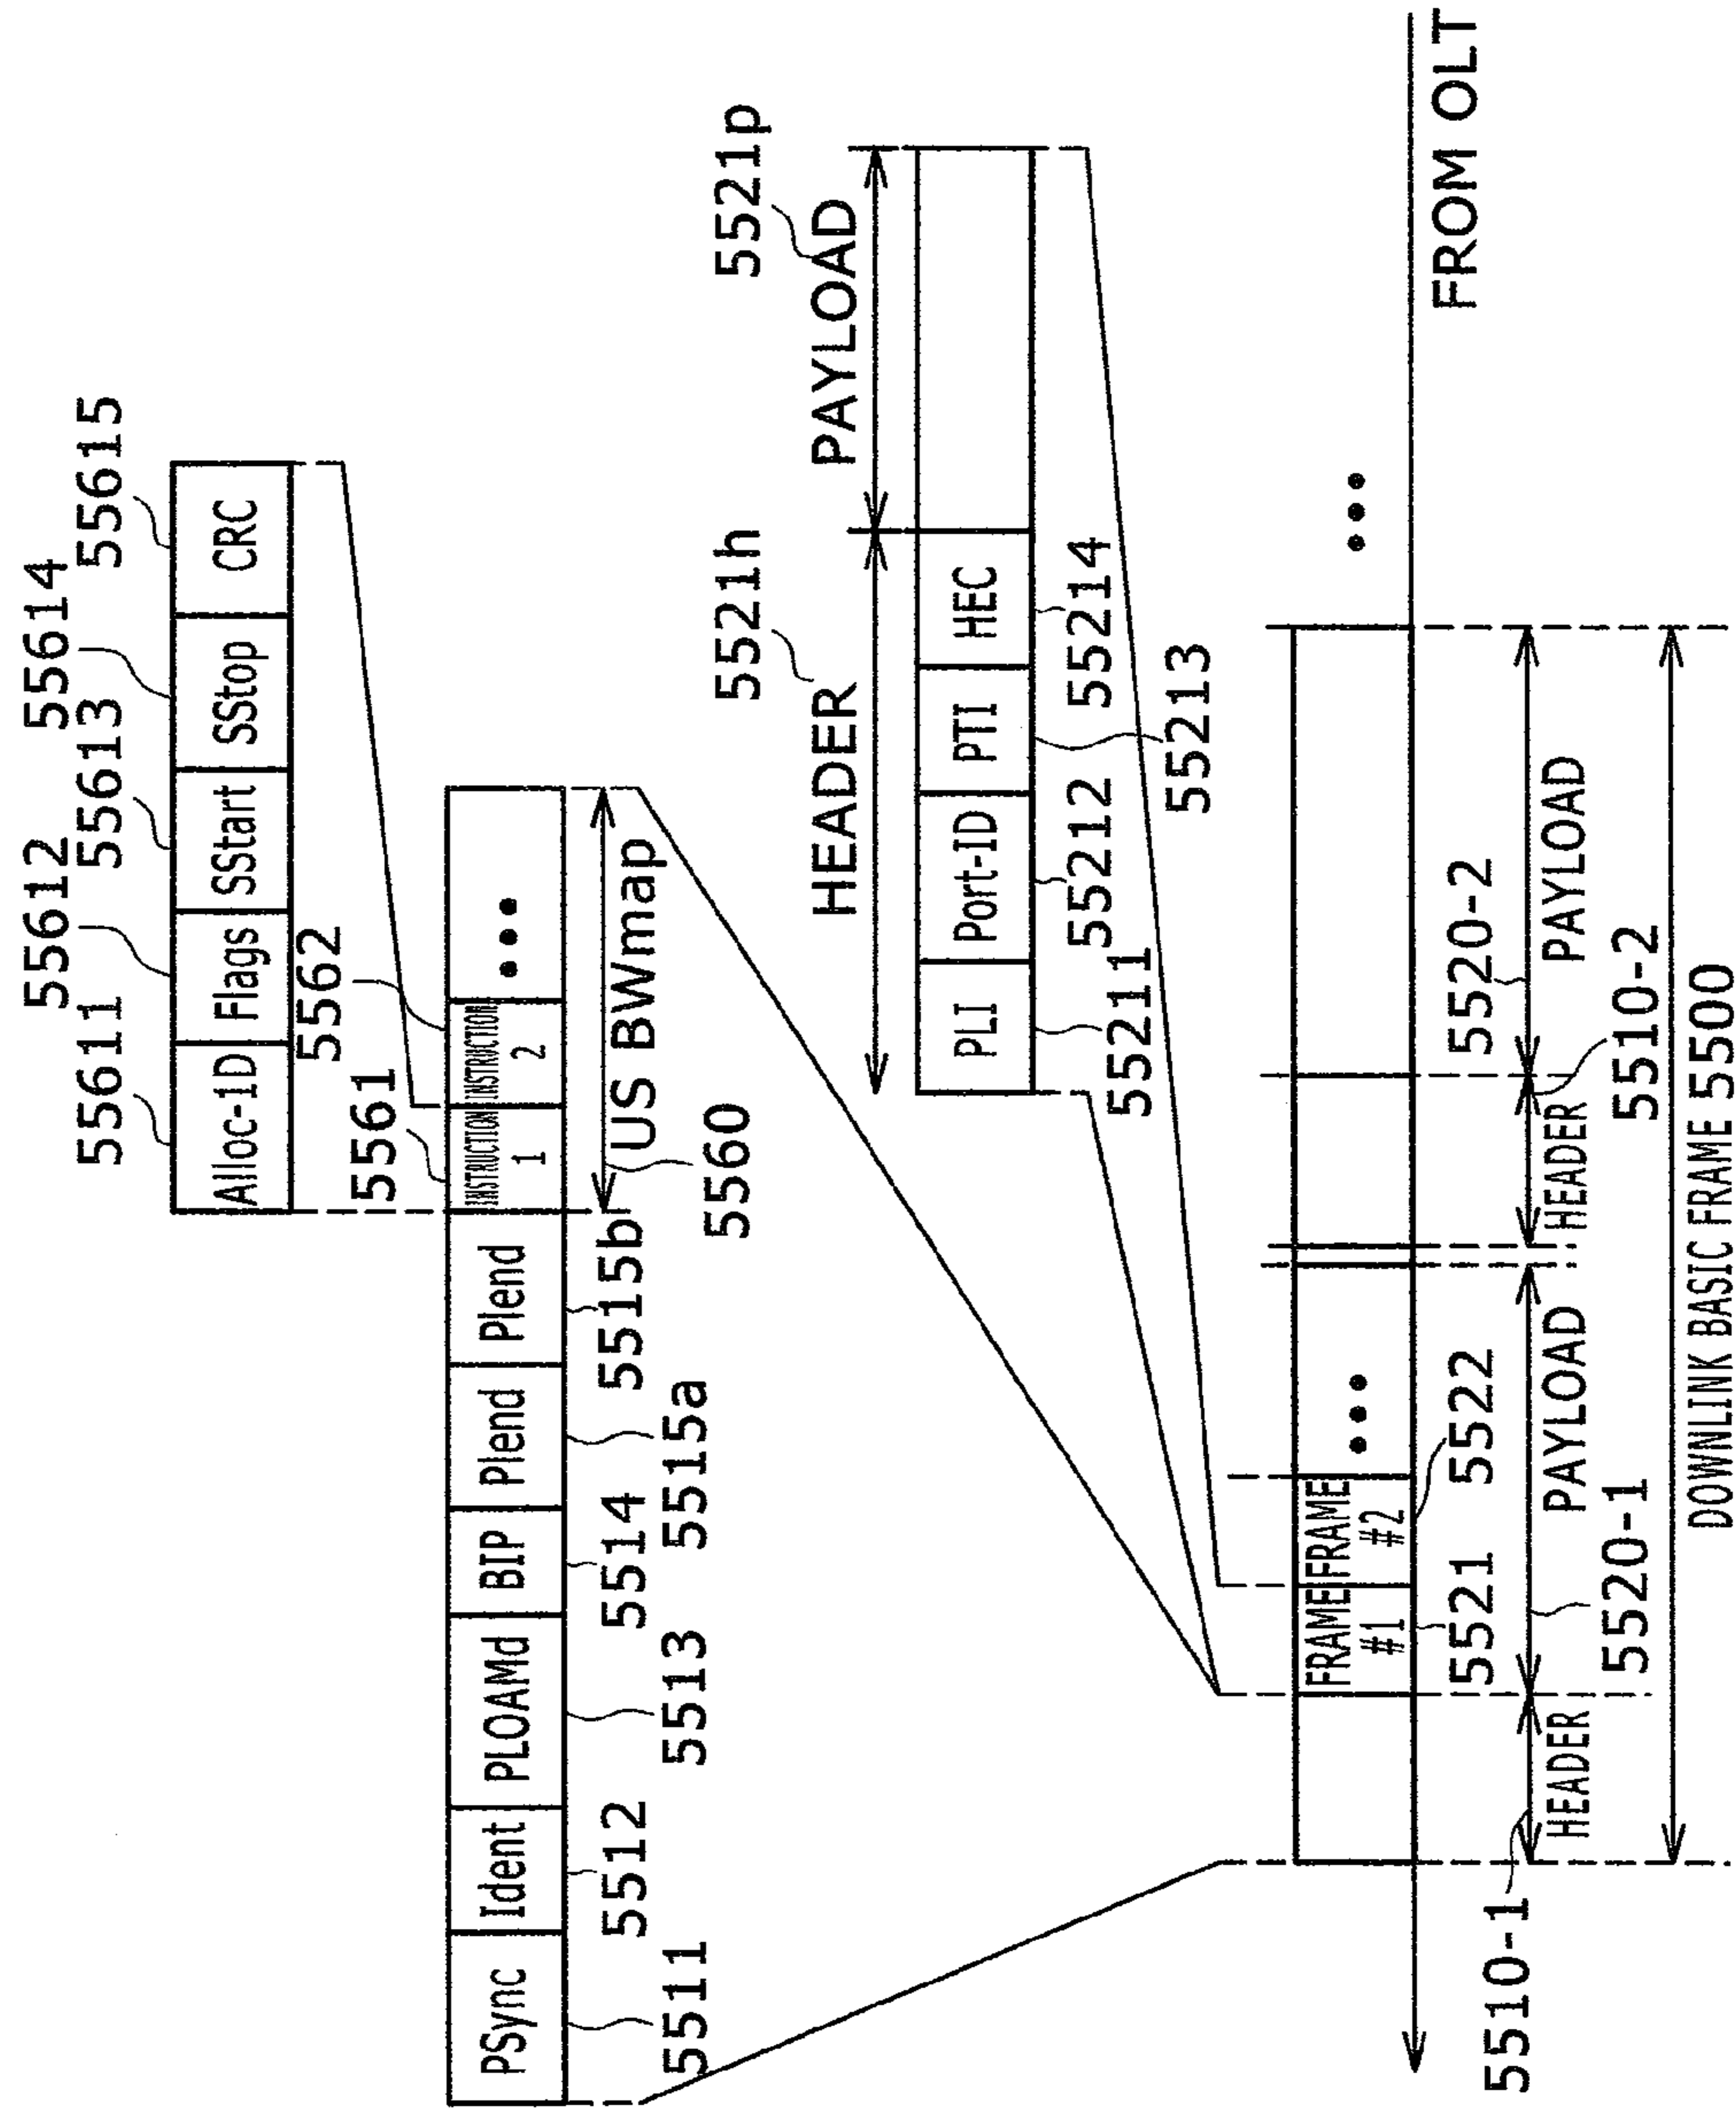 55612
55614
55611
55613
55615
Alloc-ID
Flags
SStart
SStop
CRC
5561
5562
PSync
Ident
PLOAMd
BIP
Plend
Plend
INSTRUCTION
1
INSTRUCTION
2
•••
5512
5514
5515b
US BWmap
5511
5513
5515a
5560
5521h
5521p
HEADER
PAYLOAD
PLI
Port-ID
PTI
HEC
55211
55212
55214
55213
FRAME
#1
FRAME
#2
•••
•••
FROM OLT
5521
5522
5520-2
5510-1
HEADER
PAYLOAD
HEADER
PAYLOAD
5520-1
5510-2
DOWNLINK BASIC FRAME 5500